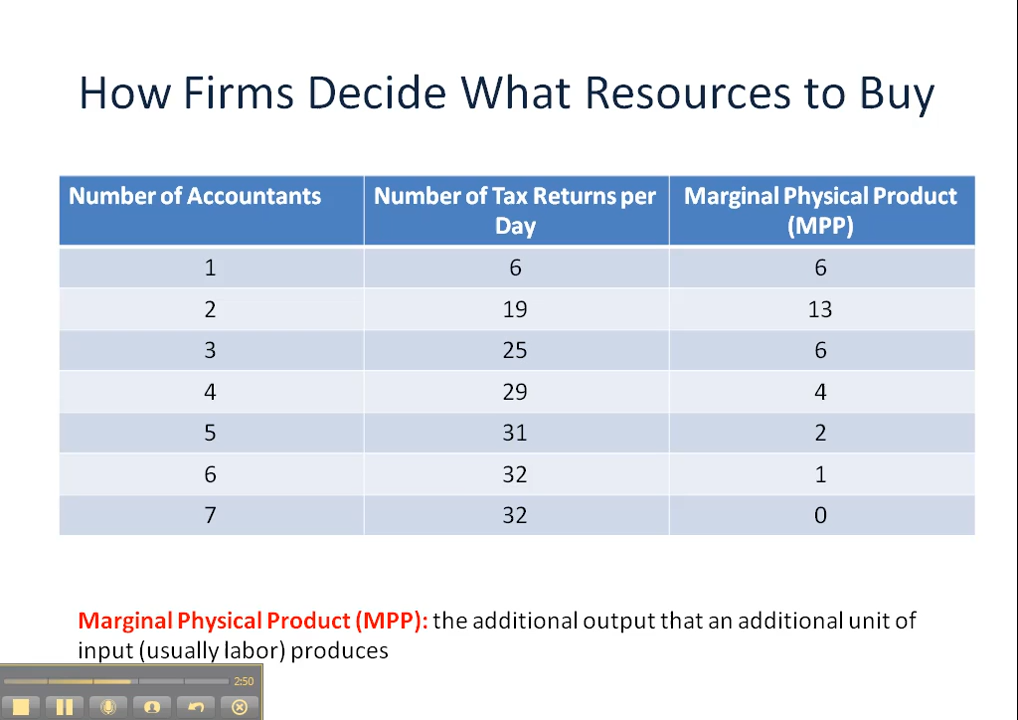 How Firms Decide What Resources to Buy
Number of Accountants
Number of Tax Returns per
Day
Marginal Physical Product
(MPP)
1 6 6
2 19 13
3 25 6
4 29 4
5 31 2
6 32 1
7 32 0
Marginal Physical Product (MPP): the additional output that an additional unit of
input (usually labor) produces
2:50